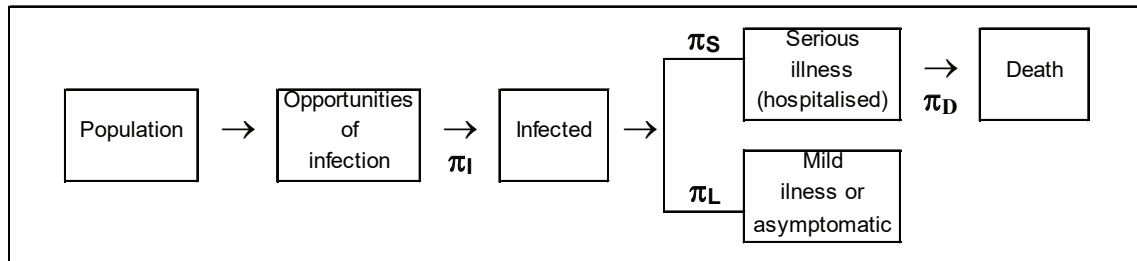 Population
→
Opportunities
of
infection
→
πI
Infected
→
πS
Serious
illness
(hospitalised)
→
πD
Death
πL
Mild
ilness or
asymptomatic